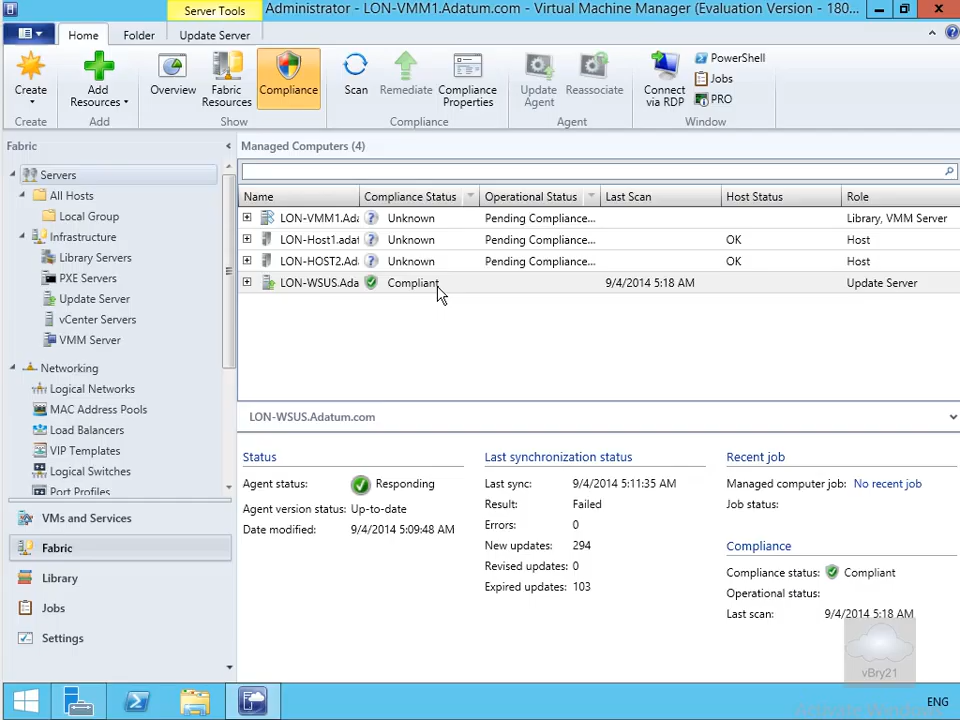 Server Tools
Administrator - LON-VMM1.Adatum.com - Virtual Machine Manager (Evaluation Version - 180...
Home Folder Update Server
Create
Add Resources
Overview
Fabric Resources
Compliance
Scan
Remediate
Compliance Properties
Update Agent
Reassociate
Connect via RDP
PowerShell
Jobs
PRO
Create Add Show Compliance Agent Window
Fabric
Servers
All Hosts
Local Group
Infrastructure
Library Servers
PXE Servers
Update Server
vCenter Servers
VMM Server
Networking
Logical Networks
MAC Address Pools
Load Balancers
VIP Templates
Logical Switches
Port Profiles
VMs and Services
Fabric
Library
Jobs
Settings
Managed Computers (4)
Name Compliance Status Operational Status Last Scan Host Status Role
LON-VMM1.Ada Unknown Pending Compliance... Library, VMM Server
LON-Host1.adat Unknown Pending Compliance... OK Host
LON-HOST2.Ad Unknown Pending Compliance... OK Host
LON-WSUS.Ada Compliant 9/4/2014 5:18 AM Update Server
LON-WSUS.Adatum.com
Status
Agent status: Responding
Agent version status: Up-to-date
Date modified: 9/4/2014 5:09:48 AM
Last synchronization status
Last sync: 9/4/2014 5:11:35 AM
Result: Failed
Errors: 0
New updates: 294
Revised updates: 0
Expired updates: 103
Recent job
Managed computer job: No recent job
Job status:
Compliance
Compliance status: Compliant
Operational status:
Last scan: 9/4/2014 5:18 AM
vBry21
ENG